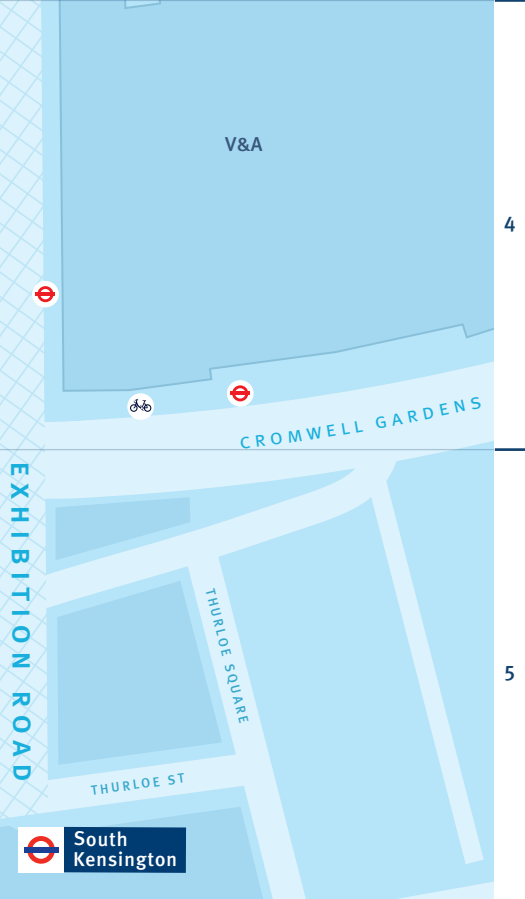 V&A
4
CROMWELL GARDENS
EXHIBITION ROAD
THURLOE SQUARE
5
THURLOE ST
South
Kensington